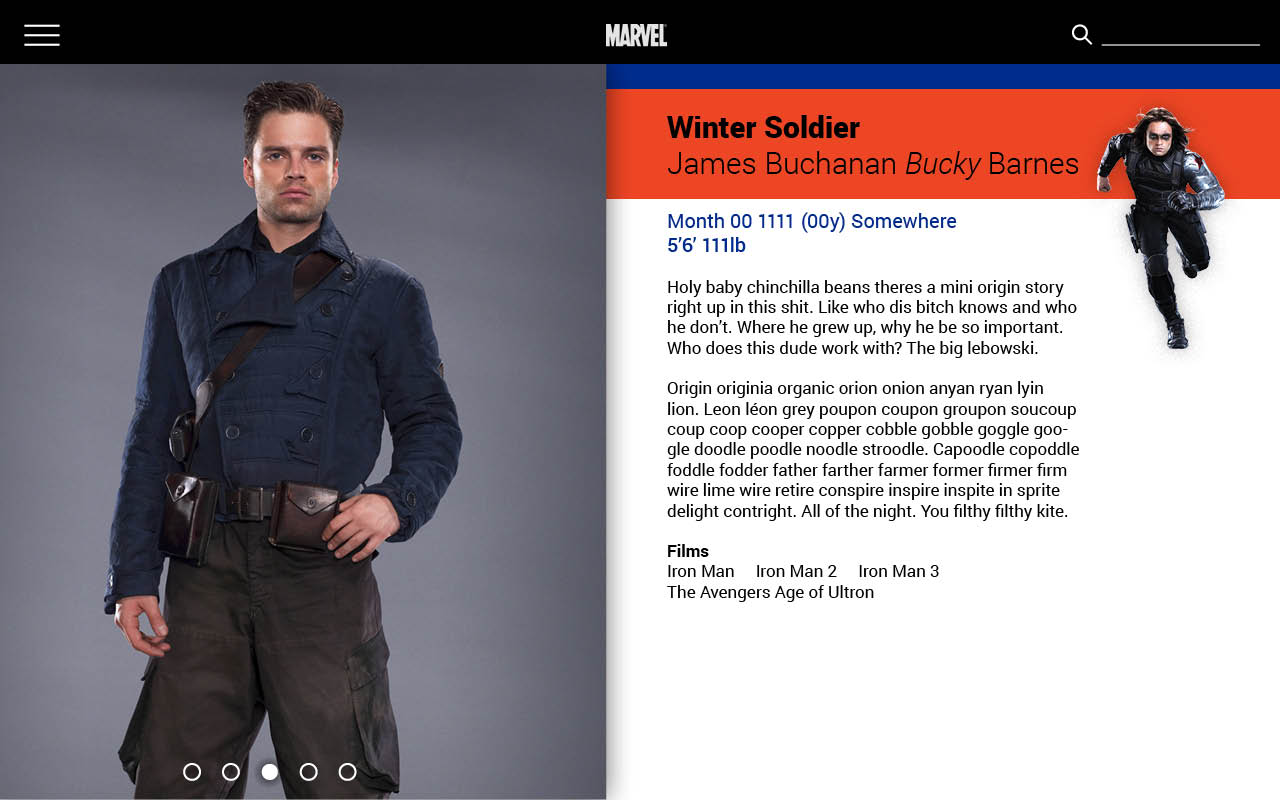 MARVEL
Winter Soldier
James Buchanan Bucky Barnes
Month 00 1111 (00y) Somewhere
5’6’ 111lb
Holy baby chinchilla beans theres a mini origin story
right up in this shit. Like who dis bitch knows and who
he don’t. Where he grew up, why he be so important.
Who does this dude work with? The big lebowski.
Origin originia organic orion onion anyan ryan lyin
lion. Leon léon grey poupon coupon groupon soucoup
coup coop cooper copper cobble gobble goggle goo-
gle doodle poodle noodle stroodle. Capoodle copoddle
foddle fodder father farther farmer former firmer firm
wire lime wire retire conspire inspire inspite in sprite
delight contright. All of the night. You filthy filthy kite.
Films
Iron Man Iron Man 2 Iron Man 3
The Avengers Age of Ultron